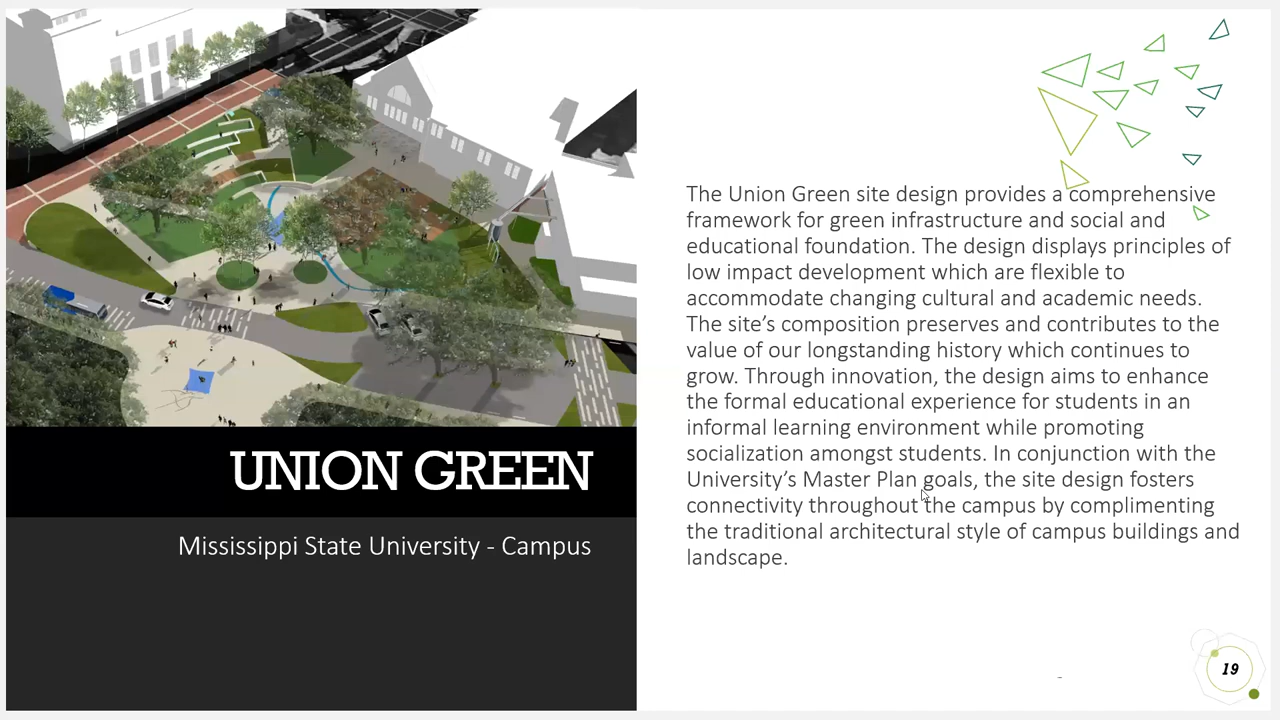 UNION GREEN
Mississippi State University - Campus
The Union Green site design provides a comprehensive
framework for green infrastructure and social and
educational foundation. The design displays principles of
low impact development which are flexible to
accommodate changing cultural and academic needs.
The site’s composition preserves and contributes to the
value of our longstanding history which continues to
grow. Through innovation, the design aims to enhance
the formal educational experience for students in an
informal learning environment while promoting
socialization amongst students. In conjunction with the
University’s Master Plan goals, the site design fosters
connectivity throughout the campus by complimenting
the traditional architectural style of campus buildings and
landscape.
19